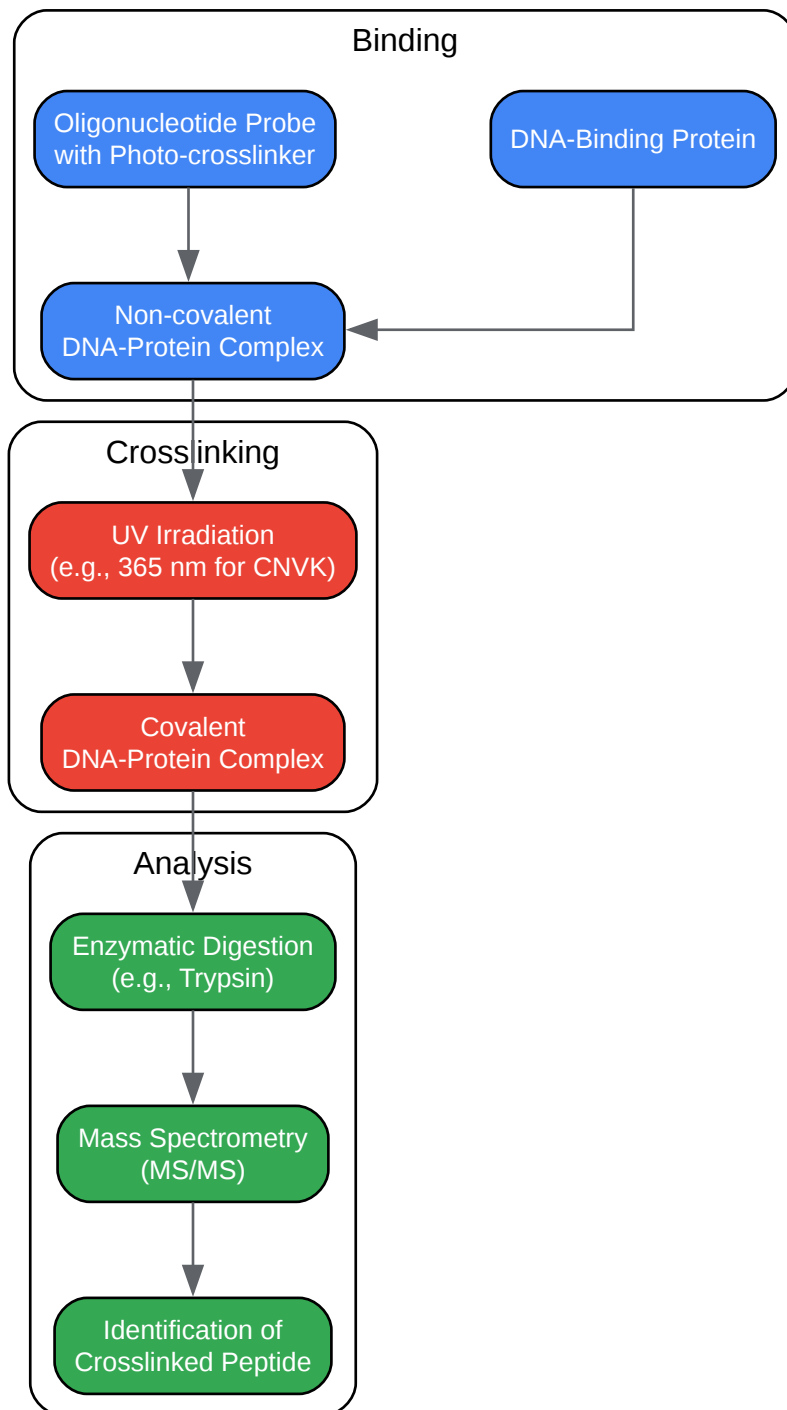 Binding
Oligonucleotide Probe
with Photo-crosslinker
DNA-Binding Protein
Non-covalent
DNA-Protein Complex
Crosslinking
UV Irradiation
(e.g., 365 nm for CNVK)
Covalent
DNA-Protein Complex
Analysis
Enzymatic Digestion
(e.g., Trypsin)
Mass Spectrometry
(MS/MS)
Identification of
Crosslinked Peptide